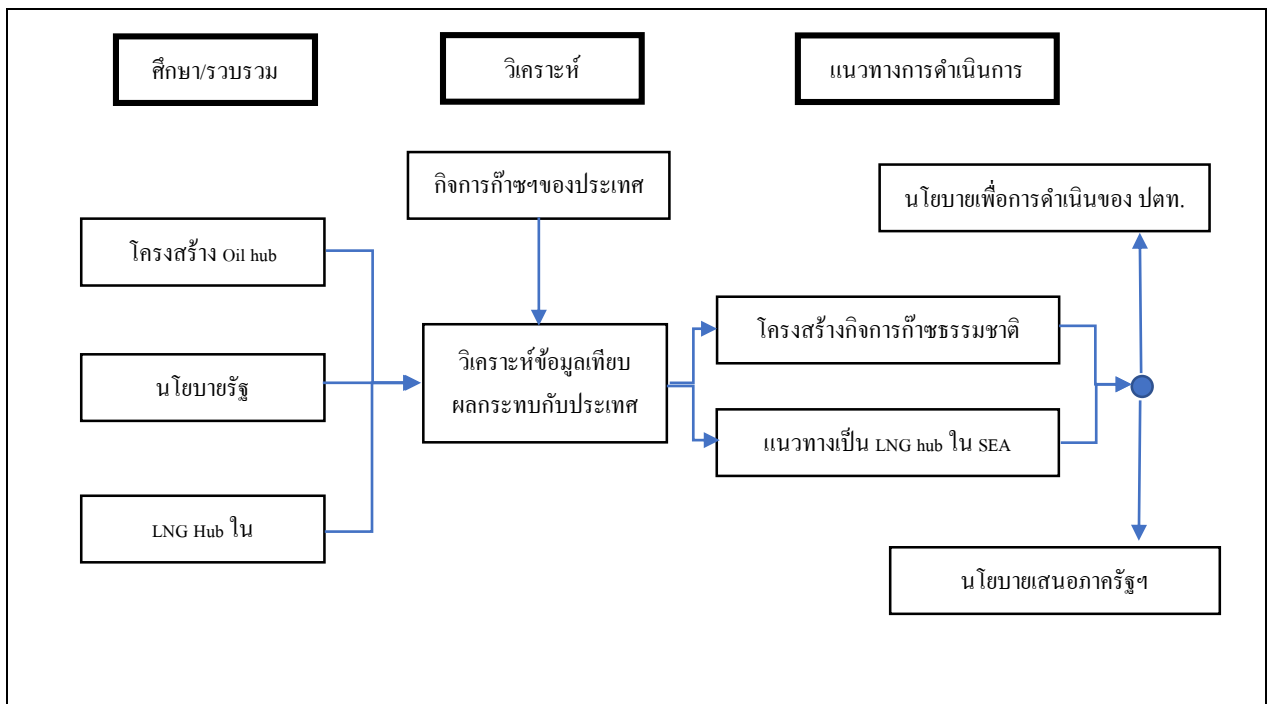 ศึกษา/รวบรวม
วิเคราะห์
แนวทางการดำเนินการ
กิจการก๊าซฯของประเทศ
นโยบายเพื่อการดำเนินของ ปตท.
โครงสร้าง Oil hub
โครงสร้างกิจการก๊าซธรรมชาติ
วิเคราะห์ข้อมูลเทียบ
ผลกระทบกับประเทศ
นโยบายรัฐ
แนวทางเป็น LNG hub ใน SEA
LNG Hub ใน
นโยบายเสนอภาครัฐฯ